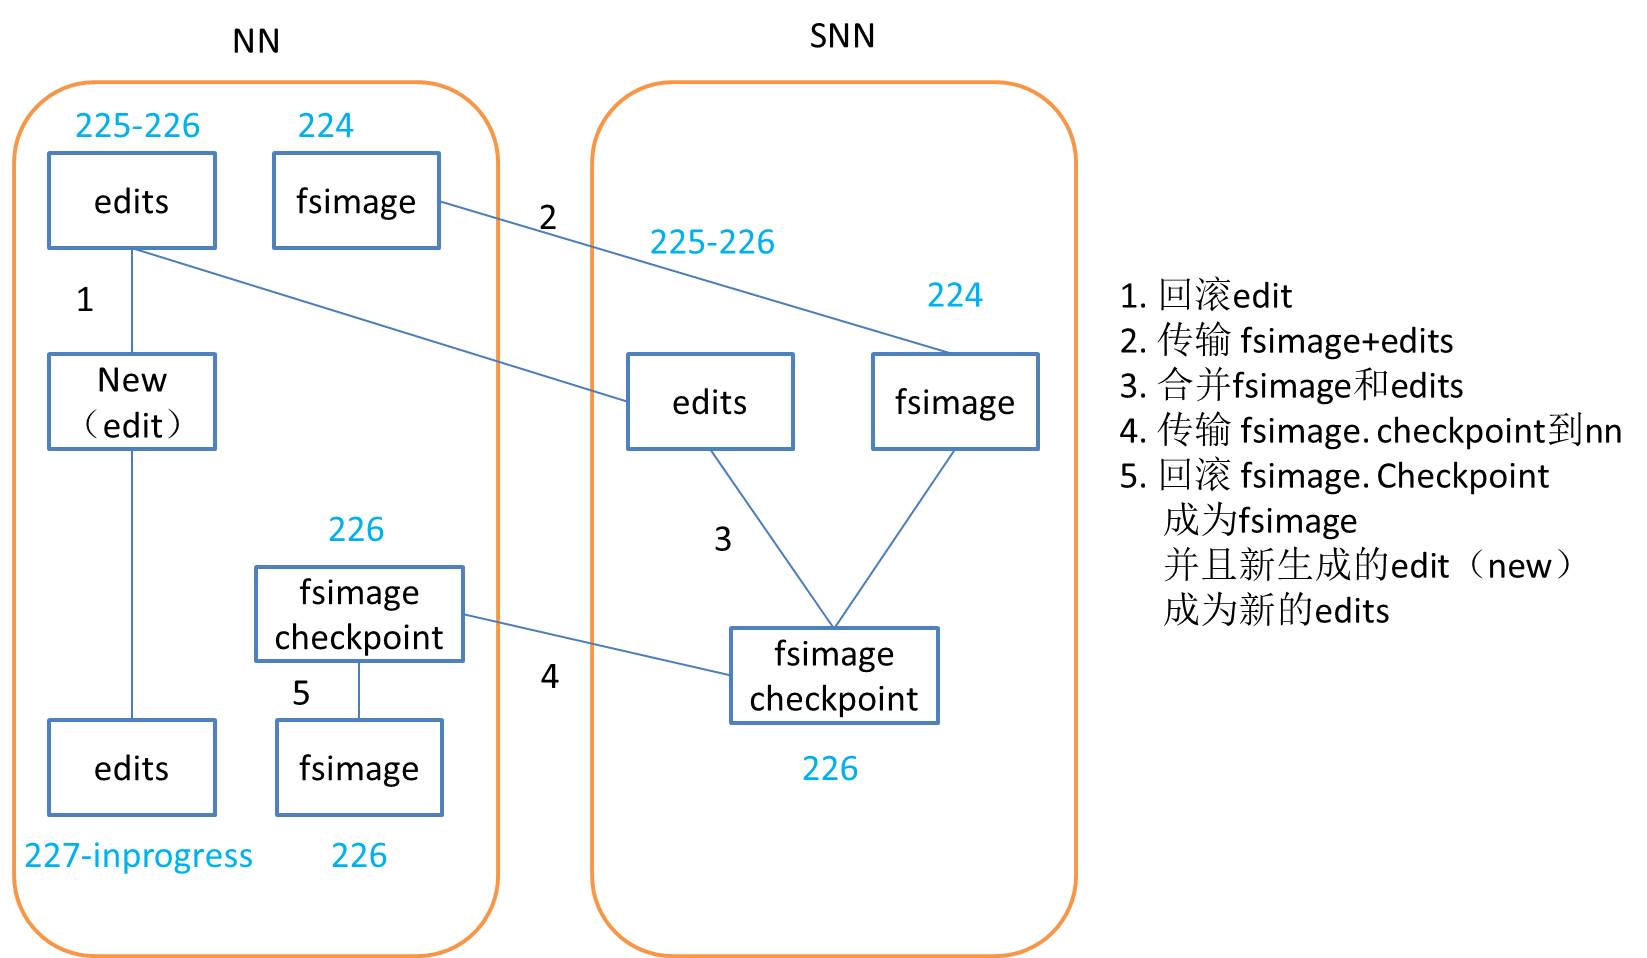 NN
SNN
225-226
224
edits
fsimage
2
225-226
224
1
New
（edit）
edits
fsimage
226
3
fsimage
checkpoint
4
fsimage
checkpoint
5
edits
fsimage
226
227-inprogress
226
1. 回滚edit
2. 传输 fsimage+edits
3. 合并fsimage和edits
4. 传输 fsimage. checkpoint到nn
5. 回滚 fsimage. Checkpoint
成为fsimage
并且新生成的edit（new）
成为新的edits